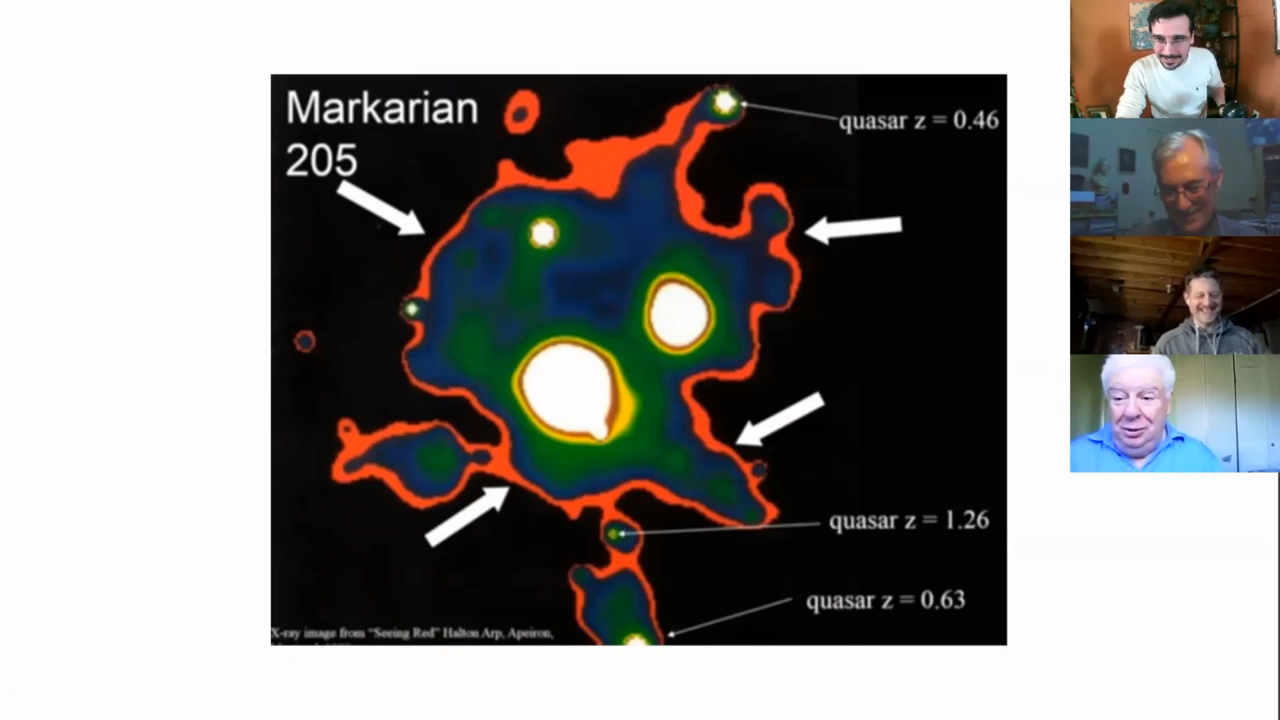 Markarian
205
quasar z = 0.46
quasar z = 1.26
quasar z = 0.63
X-ray image from "Seeing Red" Halton Arp, Apeiron,